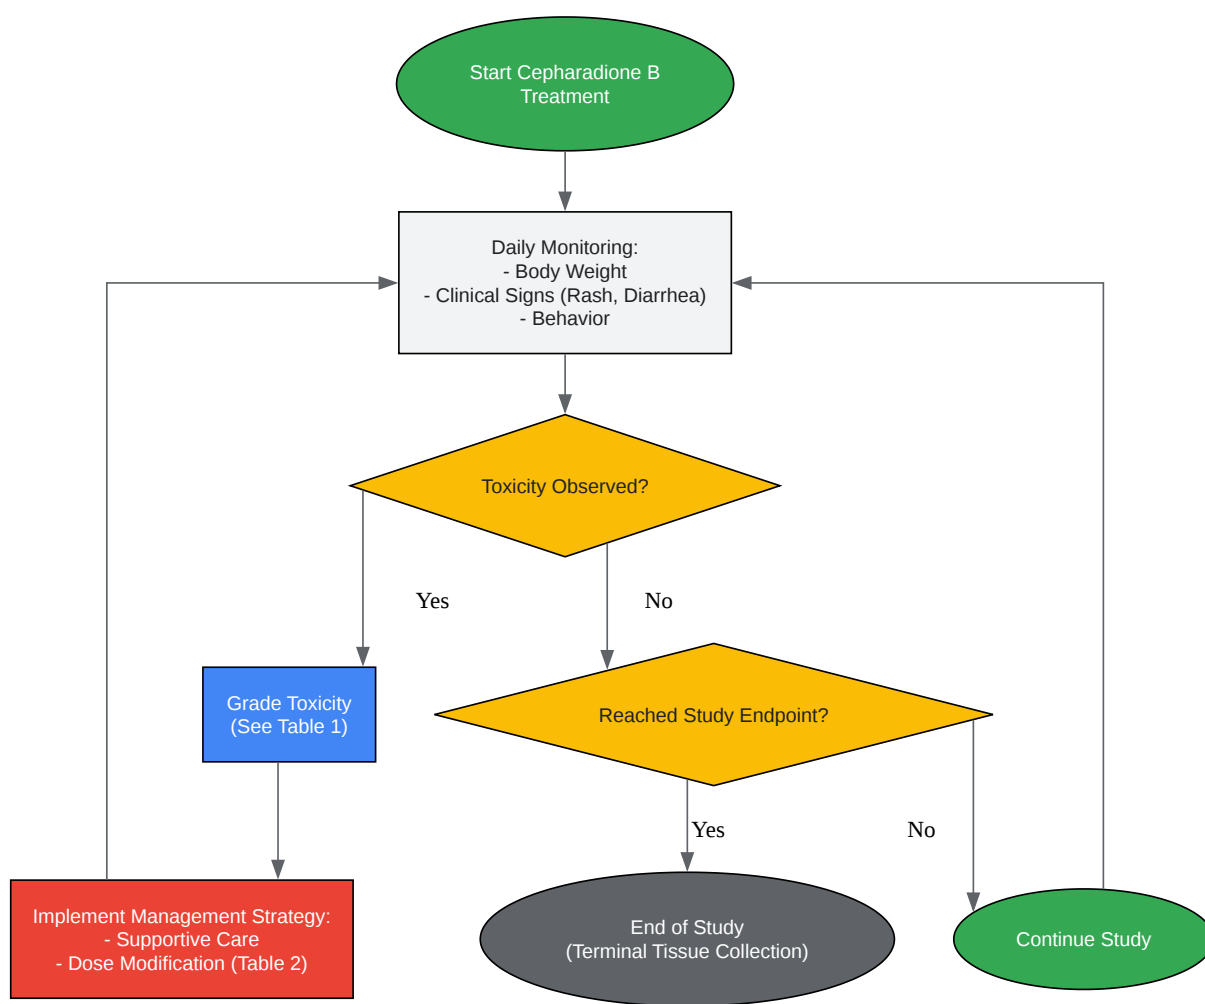 Start Cepharadione B
Treatment
Daily Monitoring:
- Body Weight
- Clinical Signs (Rash, Diarrhea)
- Behavior
Toxicity Observed?
Yes
No
Grade Toxicity
(See Table 1)
Reached Study Endpoint?
Yes
No
Implement Management Strategy:
- Supportive Care
- Dose Modification (Table 2)
End of Study
(Terminal Tissue Collection)
Continue Study